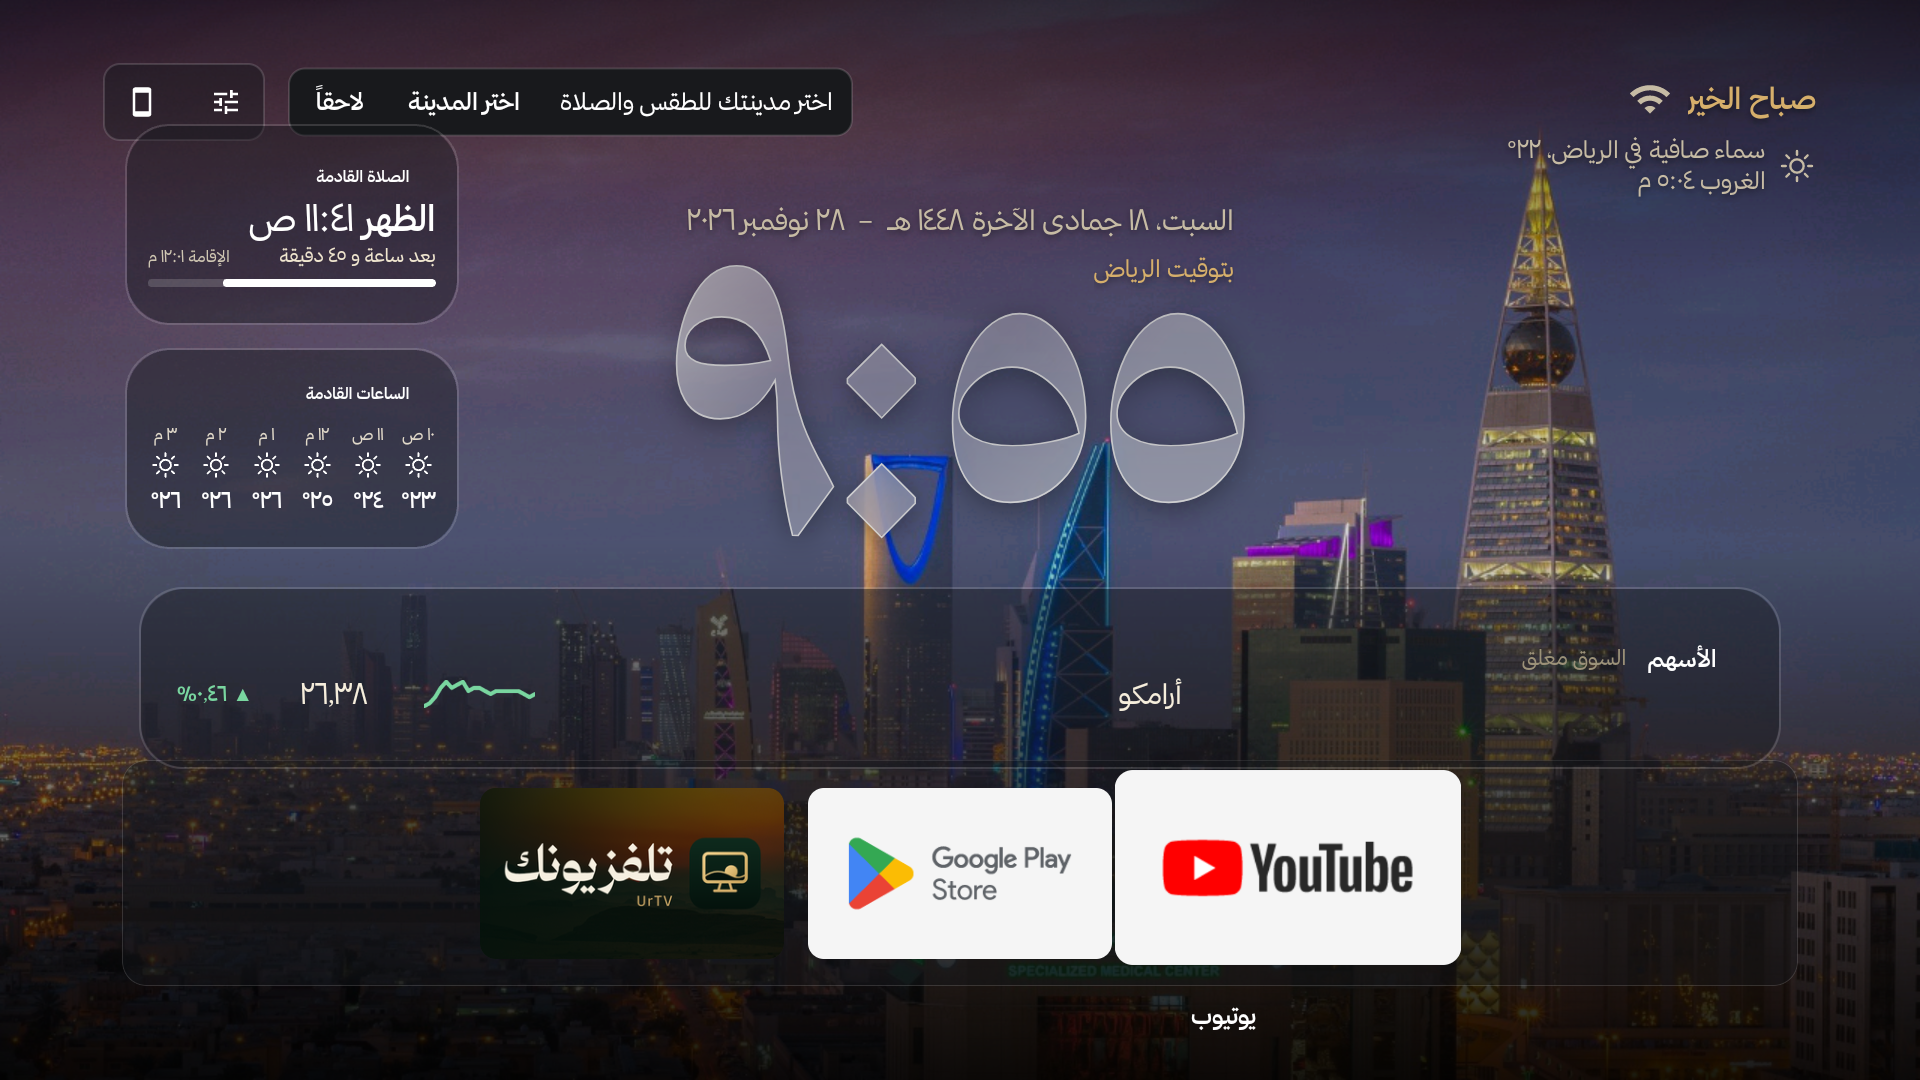 صباح الخير
سماء صافية في الرياض، ٢٢°
الغروب ٥:٠٤ م
اختر مدينتك للطقس والصلاة
اختر المدينة
لاحقاً
السبت، ١٨ جمادى الآخرة ١٤٤٨ هـ – ٢٨ نوفمبر ٢٠٢٦
بتوقيت الرياض
٩:٥٥
الصلاة القادمة
الظهر ١١:٤١ ص
بعد ساعة و ٤٥ دقيقة
الإقامة ١٢:٠١ م
الساعات القادمة
١٠ ص ١١ ص ١٢ م ١ م ٢ م ٣ م
٢٣° ٢٤° ٢٥° ٢٦° ٢٦° ٢٦°
الأسهم السوق مغلق
أرامكو ٢٦,٣٨ ▲ ٠,٤٦%
YouTube
Google Play
Store
تلفزيونك
UrTV
SPECIALIZED MEDICAL CENTER
يوتيوب